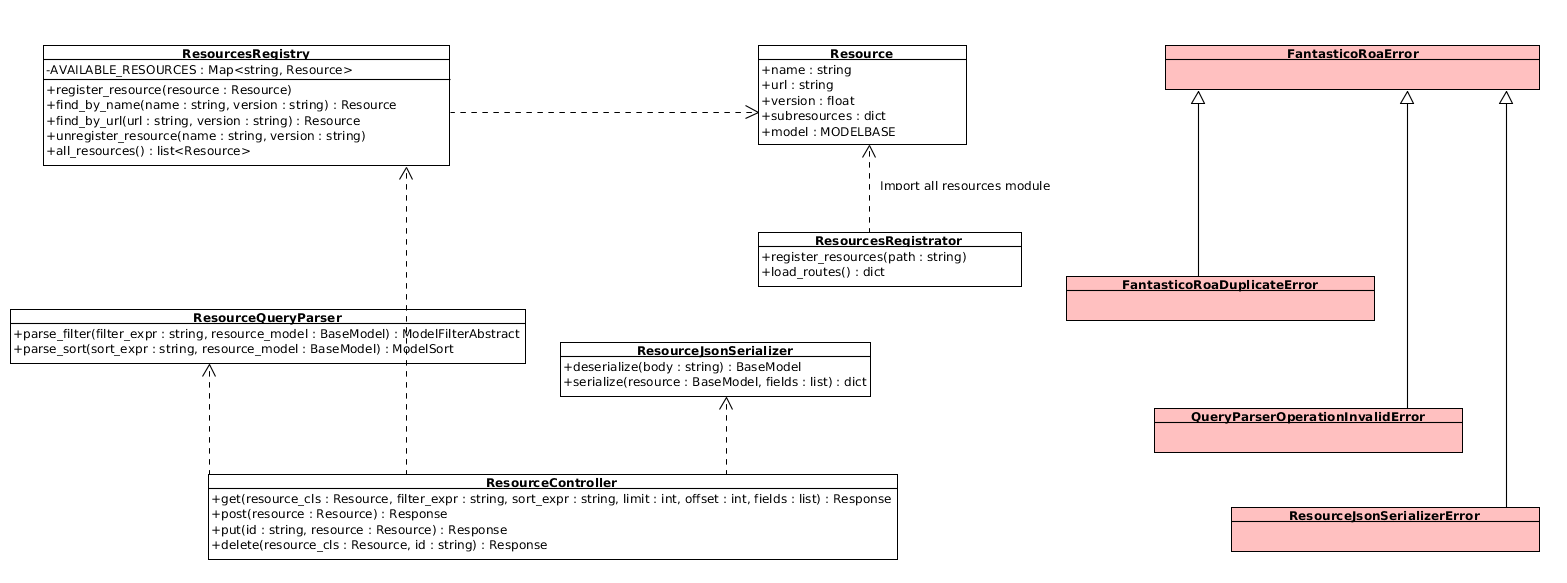 ResourcesRegistry
-AVAILABLE_RESOURCES : Map<string, Resource>
+register_resource(resource : Resource)
+find_by_name(name : string, version : string) : Resource
+find_by_url(url : string, version : string) : Resource
+unregister_resource(name : string, version : string)
+all_resources() : list<Resource>
Resource
+name : string
+url : string
+version : float
+subresources : dict
+model : MODELBASE
FantasticoRoaError
Import all resources module
ResourcesRegistrator
+register_resources(path : string)
+load_routes() : dict
FantasticoRoaDuplicateError
ResourceQueryParser
+parse_filter(filter_expr : string, resource_model : BaseModel) : ModelFilterAbstract
+parse_sort(sort_expr : string, resource_model : BaseModel) : ModelSort
ResourceJsonSerializer
+deserialize(body : string) : BaseModel
+serialize(resource : BaseModel, fields : list) : dict
QueryParserOperationInvalidError
ResourceController
+get(resource_cls : Resource, filter_expr : string, sort_expr : string, limit : int, offset : int, fields : list) : Response
+post(resource : Resource) : Response
+put(id : string, resource : Resource) : Response
+delete(resource_cls : Resource, id : string) : Response
ResourceJsonSerializerError